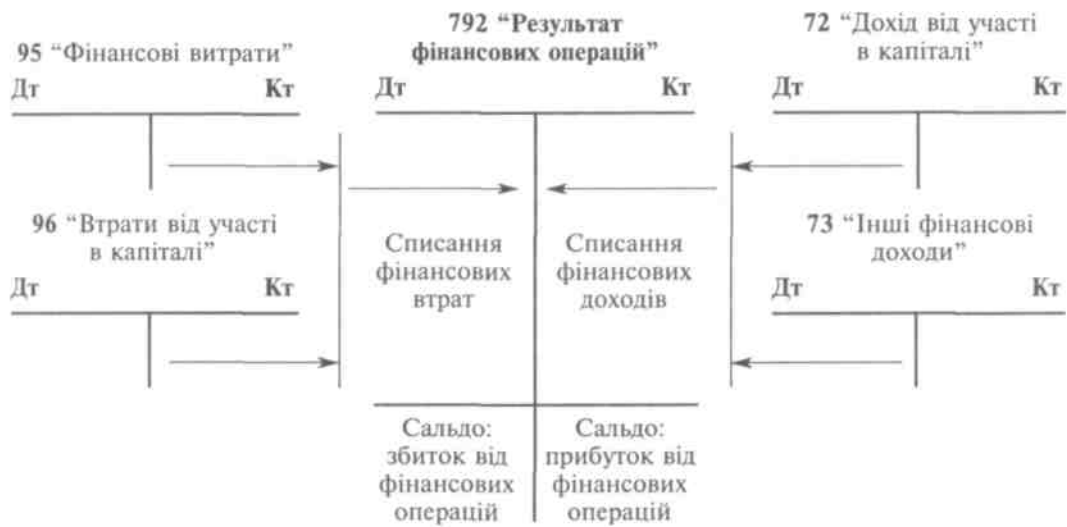 95 “Фінансові витрати”
Дт Кт
96 “Втрати від участі
в капіталі”
Дт Кт
792 “Результат
фінансових операцій”
Дт Кт
Списання
фінансових
втрат
Списання
фінансових
доходів
Сальдо:
збиток від
фінансових
операцій
Сальдо:
прибуток від
фінансових
операцій
72 “Дохід від участі
в капіталі”
Дт Кт
73 “Інші фінансові
доходи”
Дт Кт